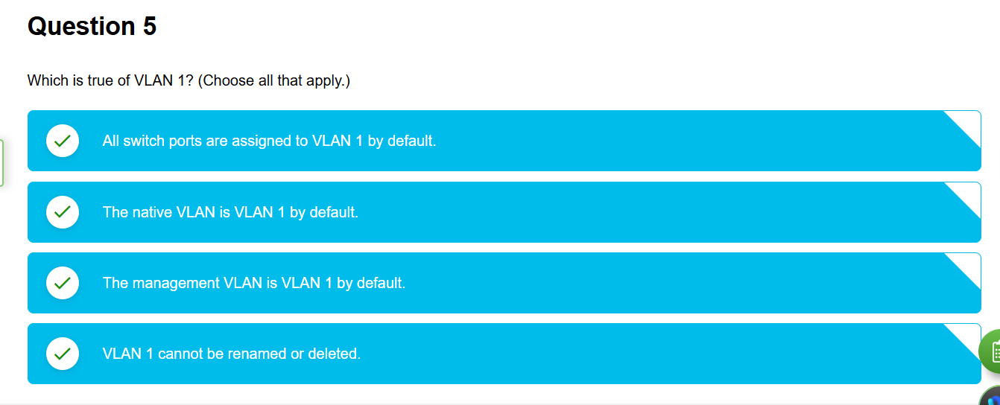 Question 5
Which is true of VLAN 1? (Choose all that apply.)
All switch ports are assigned to VLAN 1 by default.
The native VLAN is VLAN 1 by default.
The management VLAN is VLAN 1 by default.
VLAN 1 cannot be renamed or deleted.